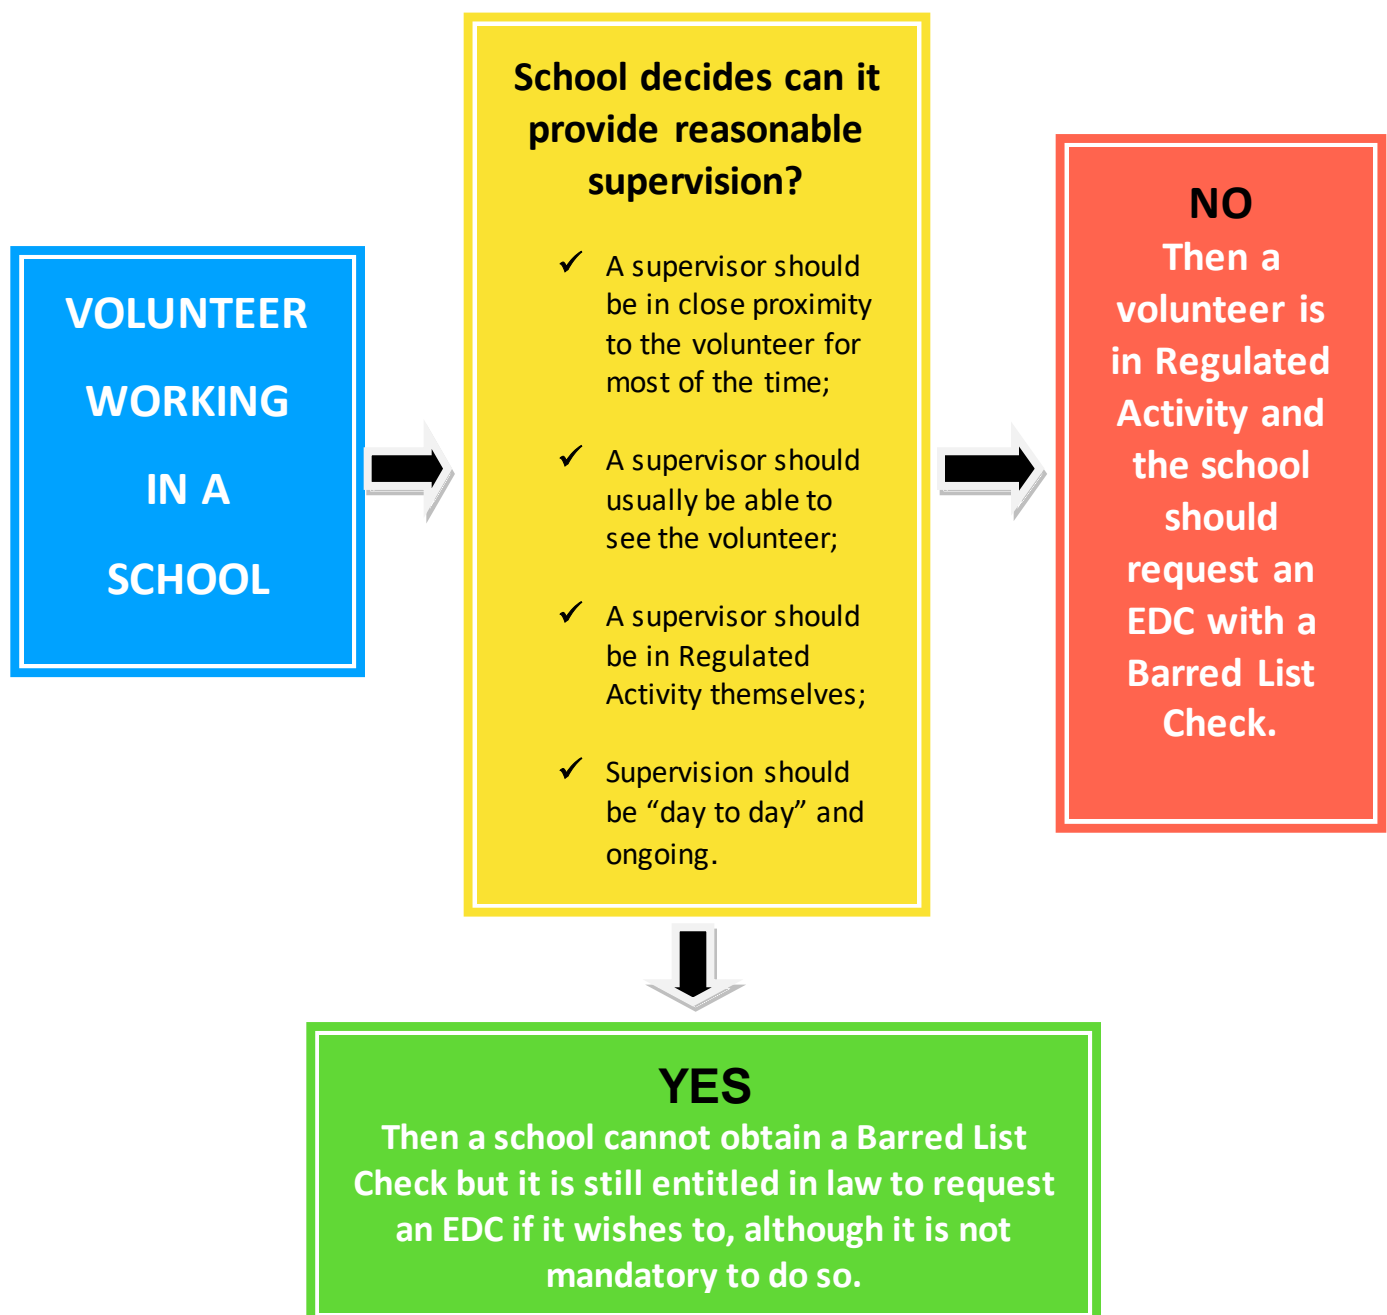 VOLUNTEER
WORKING
IN A
SCHOOL
School decides can it
provide reasonable
supervision?
✓ A supervisor should
be in close proximity
to the volunteer for
most of the time;
✓ A supervisor should
usually be able to
see the volunteer;
✓ A supervisor should
be in Regulated
Activity themselves;
✓ Supervision should
be “day to day” and
ongoing.
NO
Then a
volunteer is
in Regulated
Activity and
the school
should
request an
EDC with a
Barred List
Check.
YES
Then a school cannot obtain a Barred List
Check but it is still entitled in law to request
an EDC if it wishes to, although it is not
mandatory to do so.